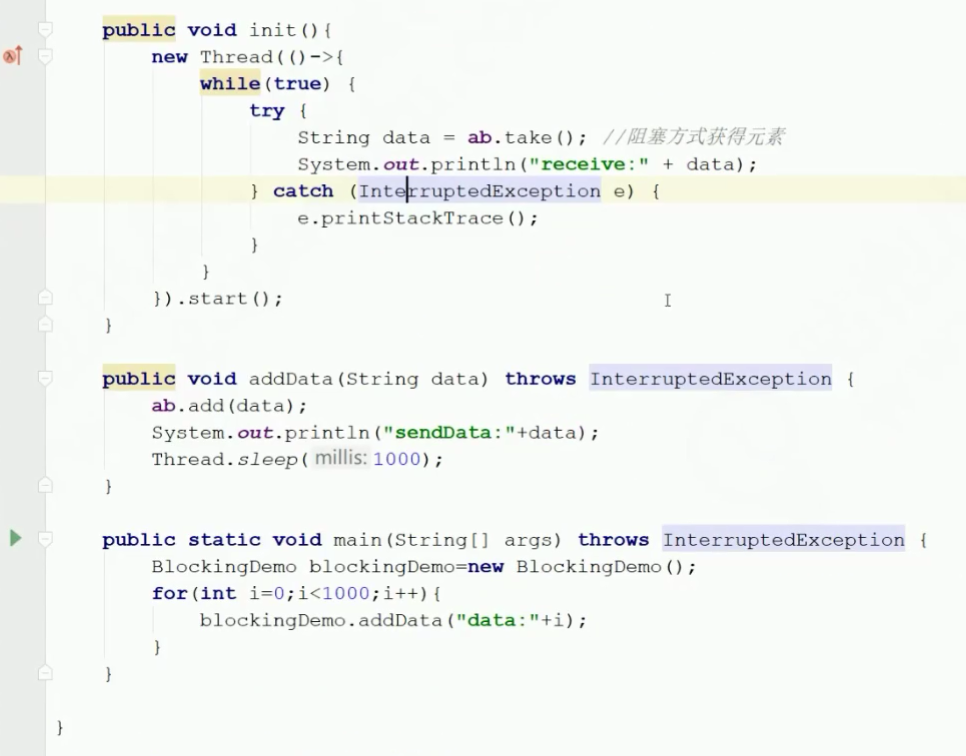 public void init(){
new Thread(()->{
while(true) {
try {
String data = ab.take(); //阻塞方式获得元素
System.out.println("receive:" + data);
} catch (InterruptedException e) {
e.printStackTrace();
}
}
}).start();
}
public void addData(String data) throws InterruptedException {
ab.add(data);
System.out.println("sendData:"+data);
Thread.sleep( millis: 1000);
}
public static void main(String[] args) throws InterruptedException {
BlockingDemo blockingDemo=new BlockingDemo();
for(int i=0;i<1000;i++){
blockingDemo.addData("data:"+i);
}
}
}